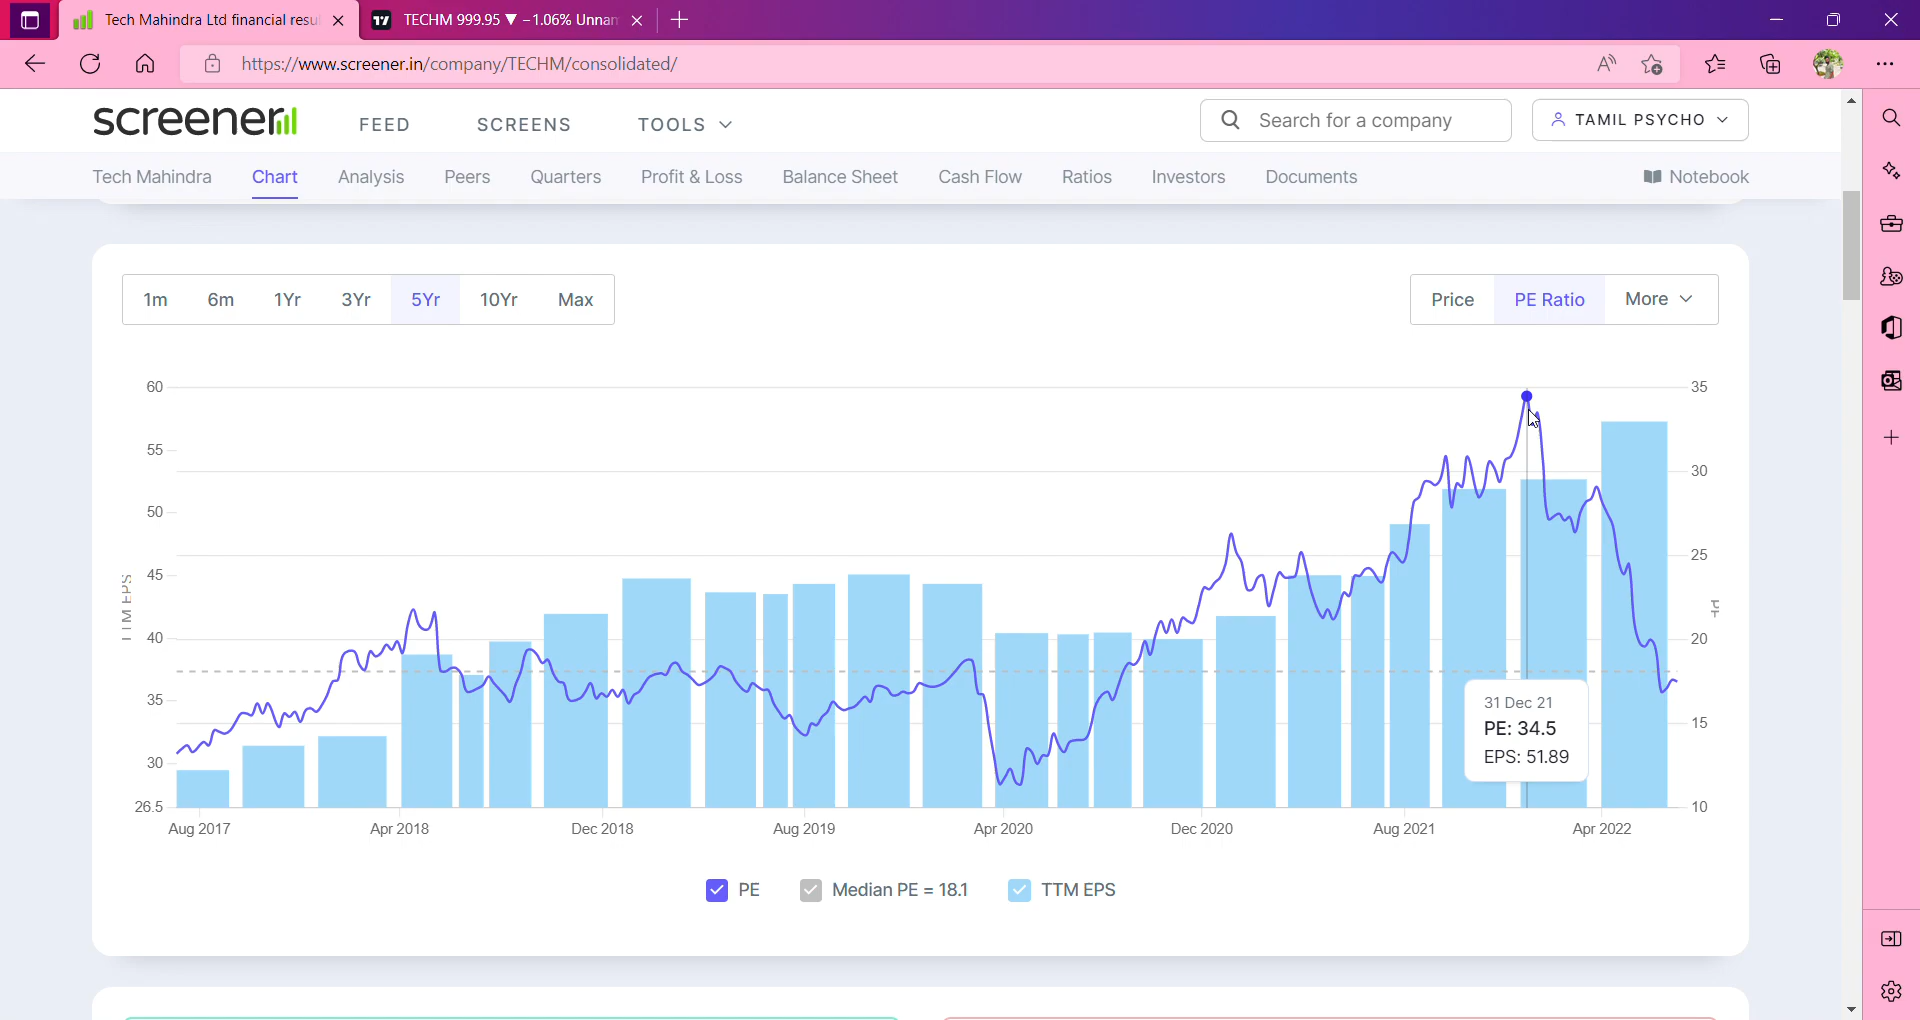 Tech Mahindra Ltd financial resu
TECHM 999.95 ▼ −1.06% Unnan
https://www.screener.in/company/TECHM/consolidated/
screener
FEED
SCREENS
TOOLS
Search for a company
TAMIL PSYCHO
Tech Mahindra
Chart
Analysis
Peers
Quarters
Profit & Loss
Balance Sheet
Cash Flow
Ratios
Investors
Documents
Notebook
1m
6m
1Yr
3Yr
5Yr
10Yr
Max
Price
PE Ratio
More
60
55
50
45
40
35
30
26.5
TTM EPS
35
30
25
20
15
10
PE
31 Dec 21
PE: 34.5
EPS: 51.89
Aug 2017
Apr 2018
Dec 2018
Aug 2019
Apr 2020
Dec 2020
Aug 2021
Apr 2022
PE
Median PE = 18.1
TTM EPS